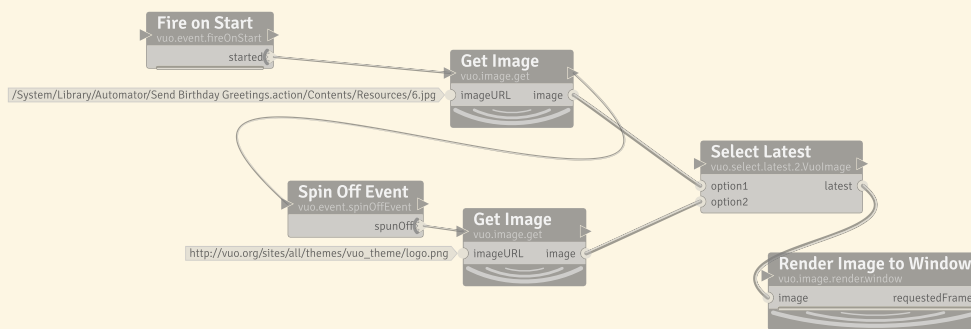 Fire on Start
vuo.event.fireOnStart
started
Get Image
vuo.image.get
/System/Library/Automator/Send Birthday Greetings.action/Contents/Resources/6.jpg
imageURL image
Select Latest
vuo.select.latest.2.VuoImage
option1 latest
option2
Spin Off Event
vuo.event.spinOffEvent
spunOff
Get Image
vuo.image.get
http://vuo.org/sites/all/themes/vuo_theme/logo.png
imageURL image
Render Image to Window
vuo.image.render.window
image requestedFrame